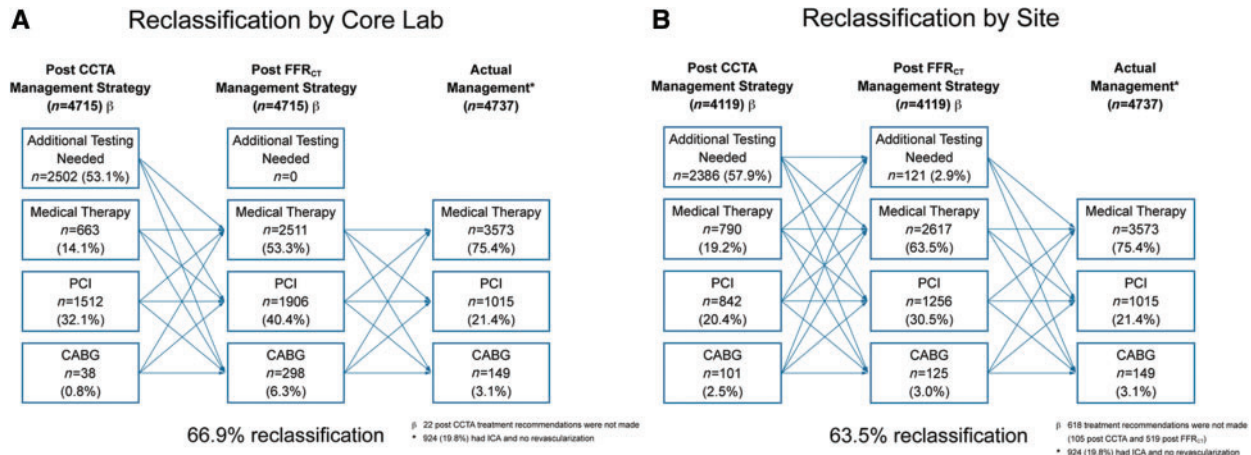 A
Reclassification by Core Lab
Post CCTA
Management Strategy
(n=4715) β
Post FFRCT
Management Strategy
(n=4715) β
Actual
Management*
(n=4737)
Additional Testing
Needed
n=2502 (53.1%)
Additional Testing
Needed
n=0
Medical Therapy
n=663
(14.1%)
Medical Therapy
n=2511
(53.3%)
Medical Therapy
n=3573
(75.4%)
PCI
n=1512
(32.1%)
PCI
n=1906
(40.4%)
PCI
n=1015
(21.4%)
CABG
n=38
(0.8%)
CABG
n=298
(6.3%)
CABG
n=149
(3.1%)
66.9% reclassification
β 22 post CCTA treatment recommendations were not made
* 924 (19.8%) had ICA and no revascularization
B
Reclassification by Site
Post CCTA
Management Strategy
(n=4119) β
Post FFRCT
Management Strategy
(n=4119) β
Actual
Management*
(n=4737)
Additional Testing
Needed
n=2386 (57.9%)
Additional Testing
Needed
n=121 (2.9%)
Medical Therapy
n=790
(19.2%)
Medical Therapy
n=2617
(63.5%)
Medical Therapy
n=3573
(75.4%)
PCI
n=842
(20.4%)
PCI
n=1256
(30.5%)
PCI
n=1015
(21.4%)
CABG
n=101
(2.5%)
CABG
n=125
(3.0%)
CABG
n=149
(3.1%)
63.5% reclassification
β 618 treatment recommendations were not made
(105 post CCTA and 519 post FFRCT)
* 924 (19.8%) had ICA and no revascularization